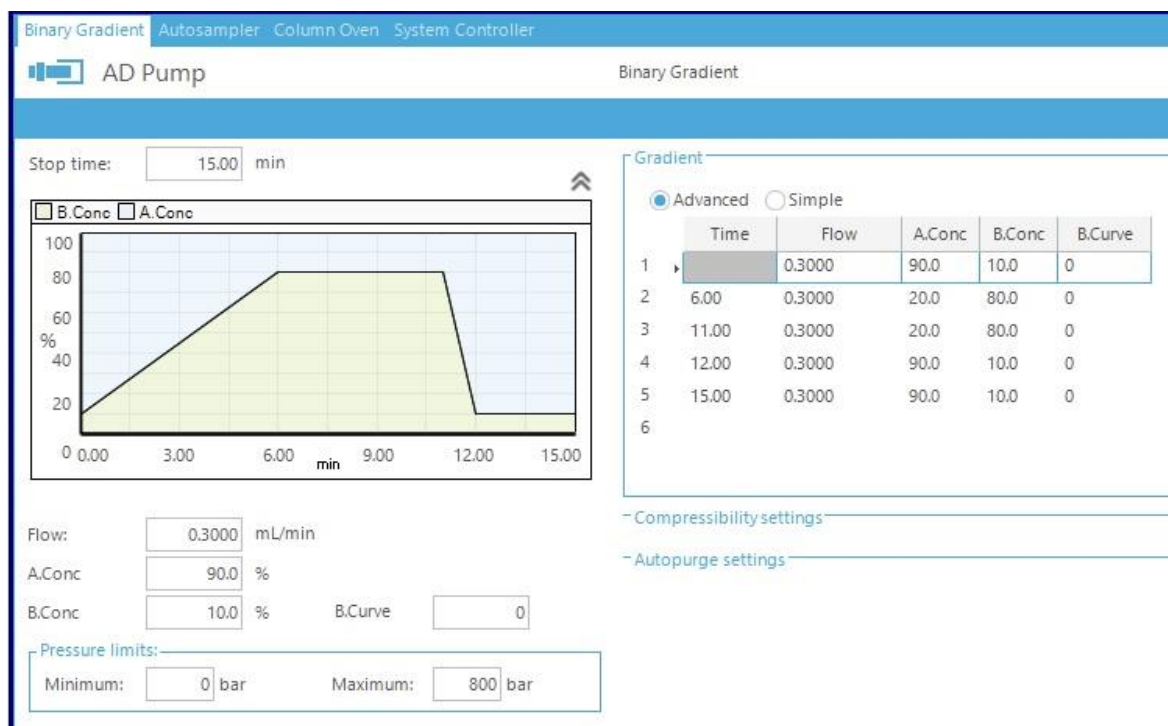 Binary Gradient Autosampler Column Oven System Controller
AD Pump Binary Gradient
Stop time: 15.00 min
B.Conc A.Conc
100
80
60
%
40
20
0 0.00 3.00 6.00 min 9.00 12.00 15.00
Flow: 0.3000 mL/min
A.Conc 90.0 %
B.Conc 10.0 % B.Curve 0
Pressure limits:
Minimum: 0 bar Maximum: 800 bar
Gradient
Advanced Simple
Time Flow A.Conc B.Conc B.Curve
1 0.3000 90.0 10.0 0
2 6.00 0.3000 20.0 80.0 0
3 11.00 0.3000 20.0 80.0 0
4 12.00 0.3000 90.0 10.0 0
5 15.00 0.3000 90.0 10.0 0
6
Compressibility settings
Autopurge settings